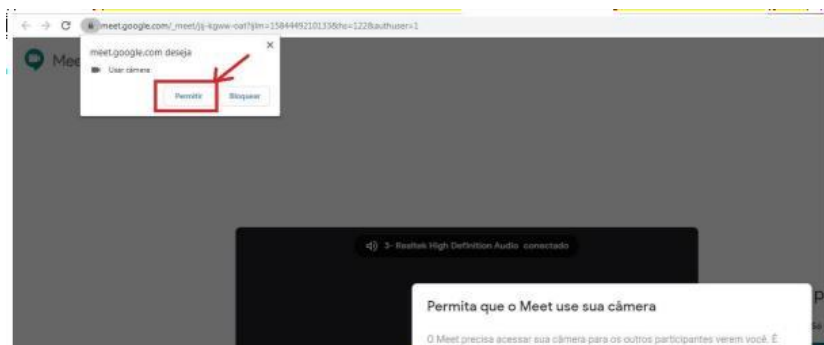 meet.google.com/_meet/jij-kgww-oat?ijlm=1584449210133&hs=122&authuser=1
meet.google.com deseja
×
Mee
Usar câmera
Permitir
Bloquear
3- Realtek High Definition Audio conectado
Permita que o Meet use sua câmera
O Meet precisa acessar sua câmera para os outros participantes verem você. É